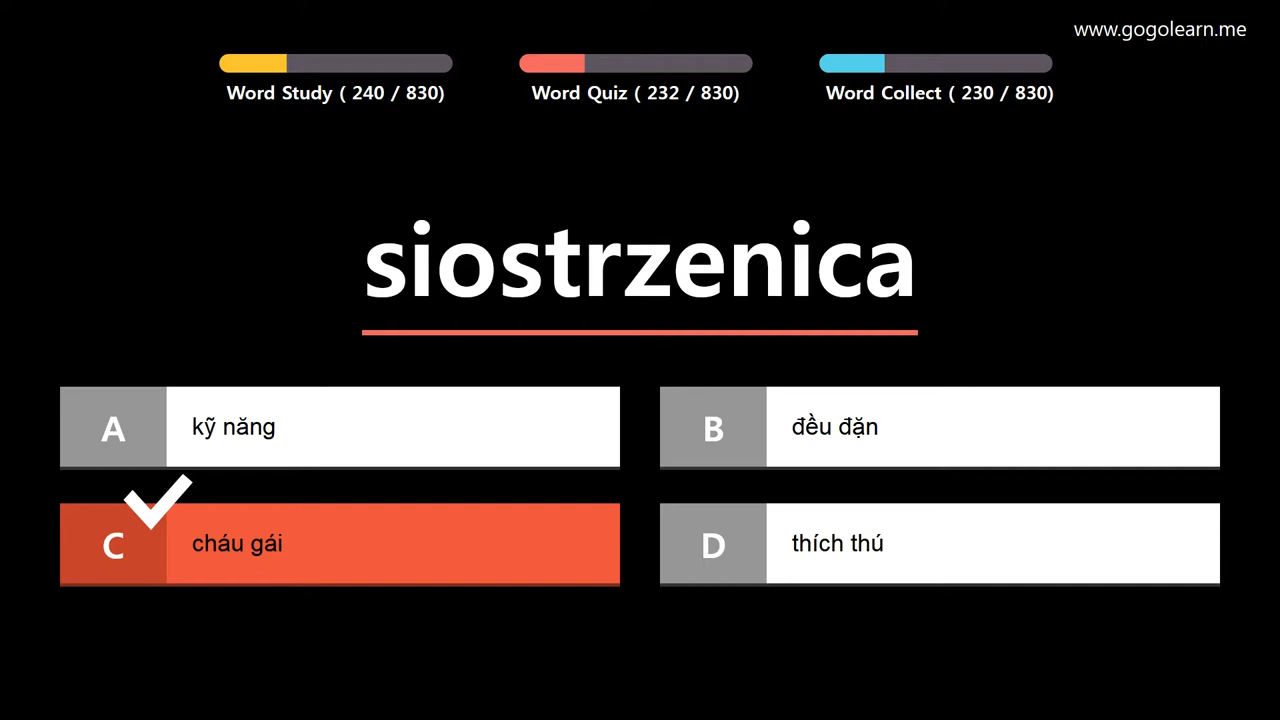 www.gogolearn.me
Word Study ( 240 / 830)
Word Quiz ( 232 / 830)
Word Collect ( 230 / 830)
siostrzenica
A kỹ năng
B đều đặn
C cháu gái
D thích thú